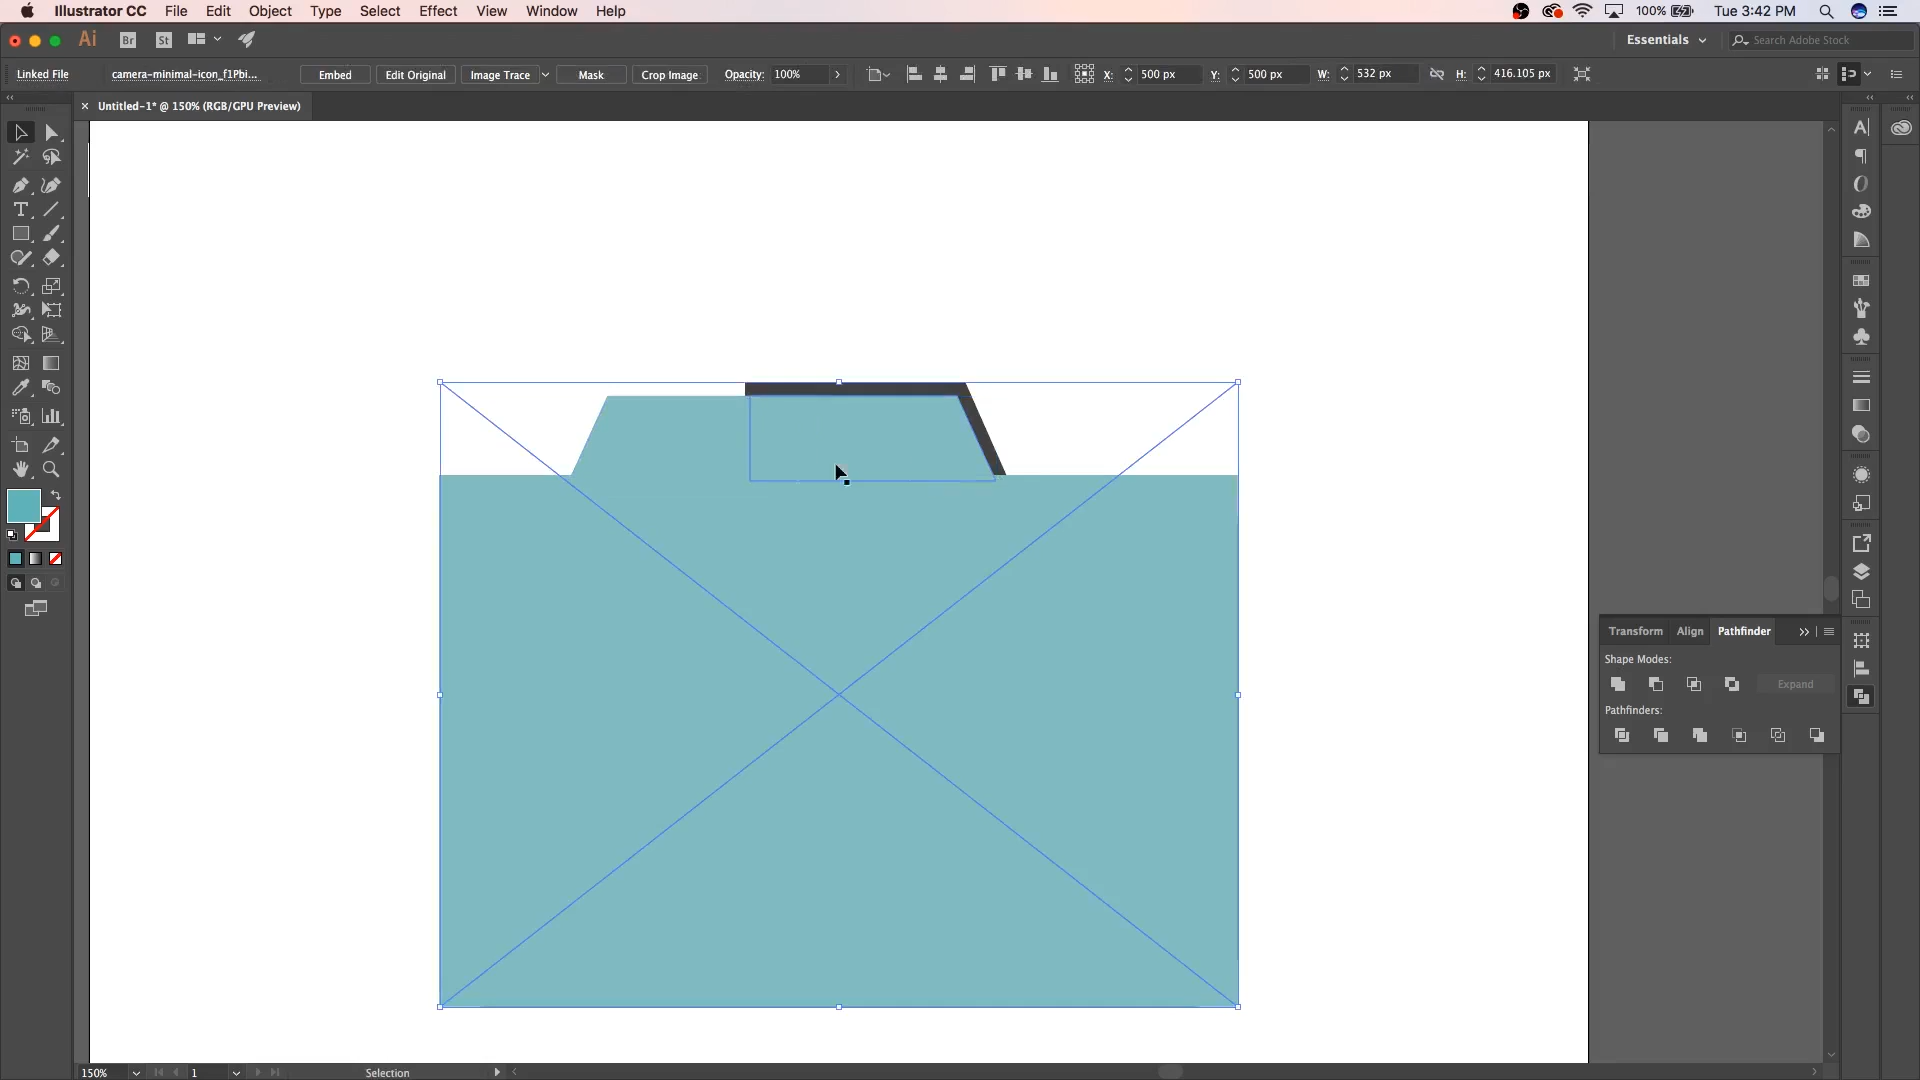 Illustrator CC File Edit Object Type Select Effect View Window Help 100% Tue 3:42 PM
Ai Br St Essentials Search Adobe Stock
Linked File camera-minimal-icon_f1Pbi... Embed Edit Original Image Trace Mask Crop Image Opacity: 100% X: 500 px Y: 500 px W: 532 px H: 416.105 px
× Untitled-1* @ 150% (RGB/GPU Preview)
Transform Align Pathfinder
Shape Modes:
Expand
Pathfinders:
150% 1 Selection